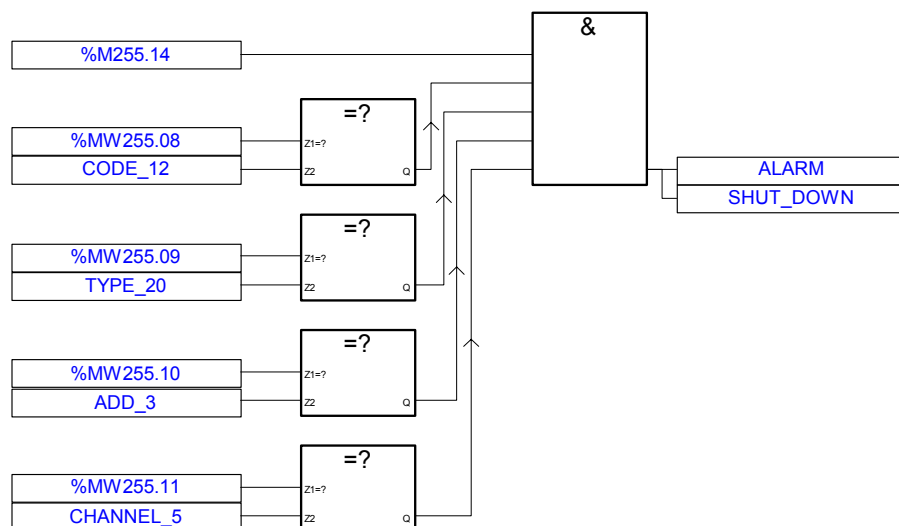 &
%M255.14
=?
%MW255.08
Z1=?
CODE_12
Z2
Q
ALARM
SHUT_DOWN
=?
%MW255.09
Z1=?
TYPE_20
Z2
Q
=?
%MW255.10
Z1=?
ADD_3
Z2
Q
=?
%MW255.11
Z1=?
CHANNEL_5
Z2
Q